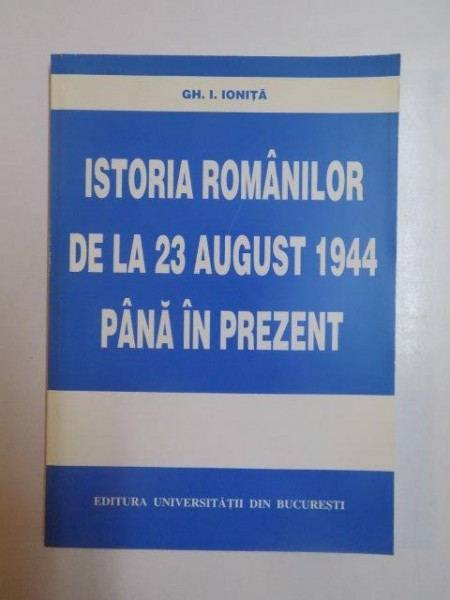 GH. I. IONIȚĂ
ISTORIA ROMÂNILOR
DE LA 23 AUGUST 1944
PÂNĂ ÎN PREZENT
EDITURA UNIVERSITĂȚII DIN BUCUREȘTI